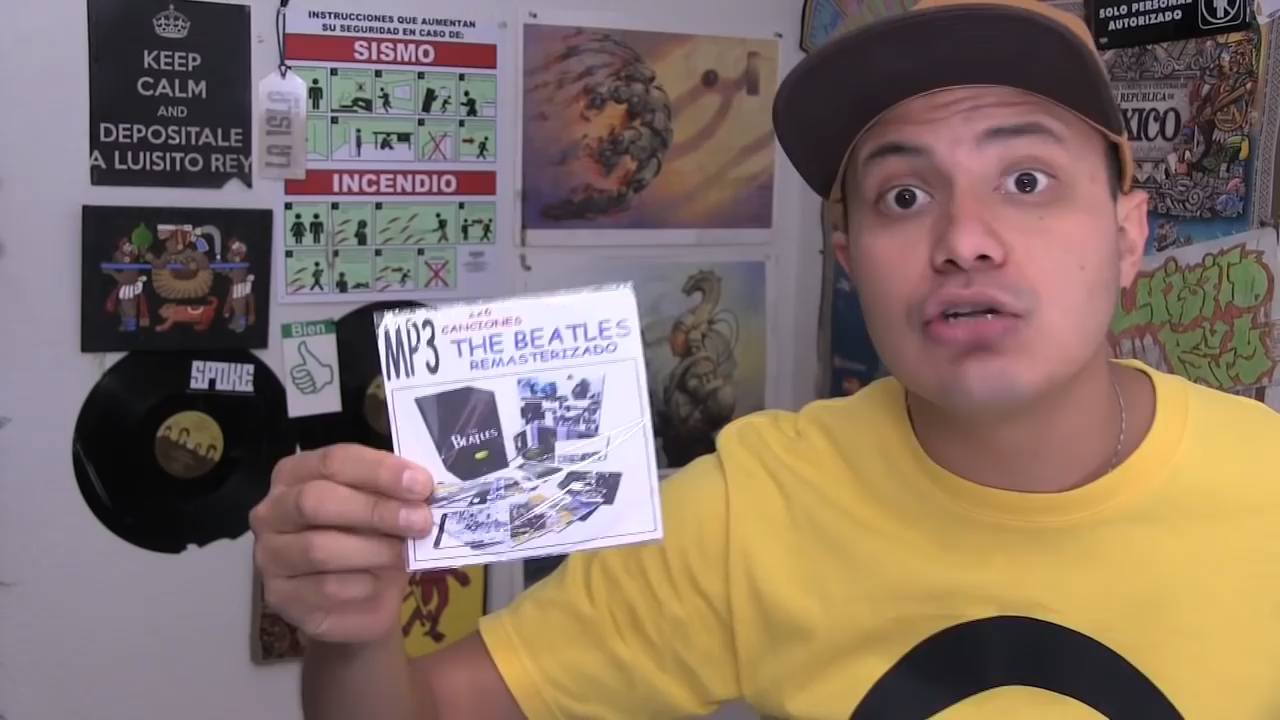 KEEP
CALM
AND
DEPOSITALE
A LUISITO REY
LA ISLA
INSTRUCCIONES QUE AUMENTAN
SU SEGURIDAD EN CASO DE:
SISMO
INCENDIO
Bien
SPOKE
MP3
CANCIONES
THE BEATLES
REMASTERIZADO
THE
BEATLES
SOLO PERSONAL
AUTORIZADO
REPÚBLICA DE
XICO